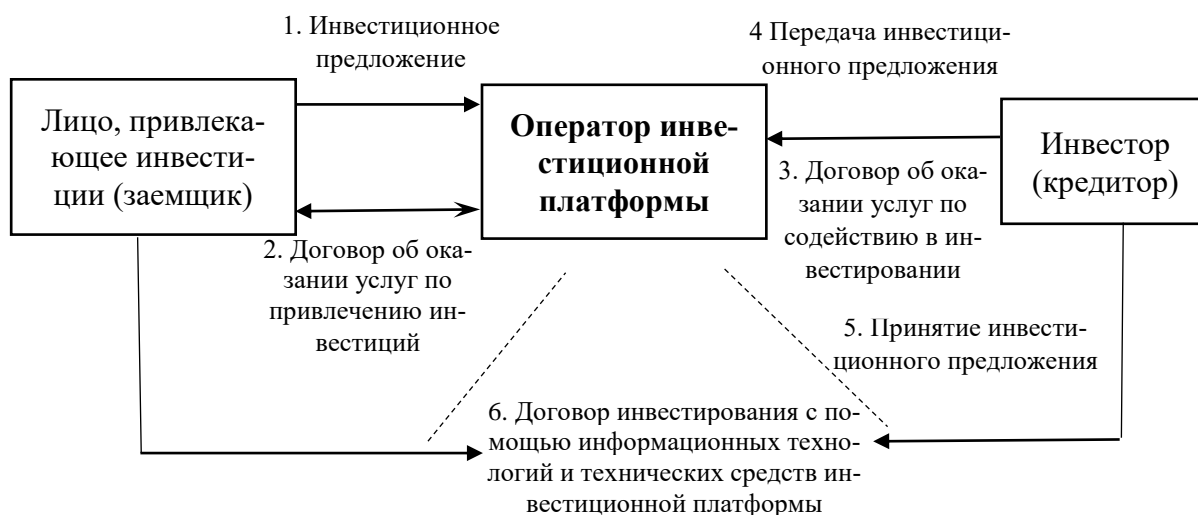 1. Инвестиционное
предложение
4 Передача инвестици-
онного предложения
Лицо, привлека-
ющее инвести-
ции (заемщик)
Оператор инве-
стиционной
платформы
Инвестор
(кредитор)
2. Договор об ока-
зании услуг по
привлечению ин-
вестиций
3. Договор об ока-
зании услуг по
содействию в ин-
вестировании
5. Принятие инвести-
ционного предложения
6. Договор инвестирования с по-
мощью информационных техно-
логий и технических средств ин-
вестиционной платформы